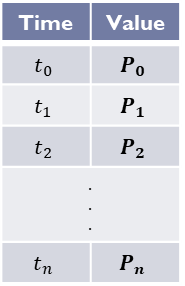 Time Value
t₀ P₀
t₁ P₁
t₂ P₂
.
.
.
tₙ Pₙ